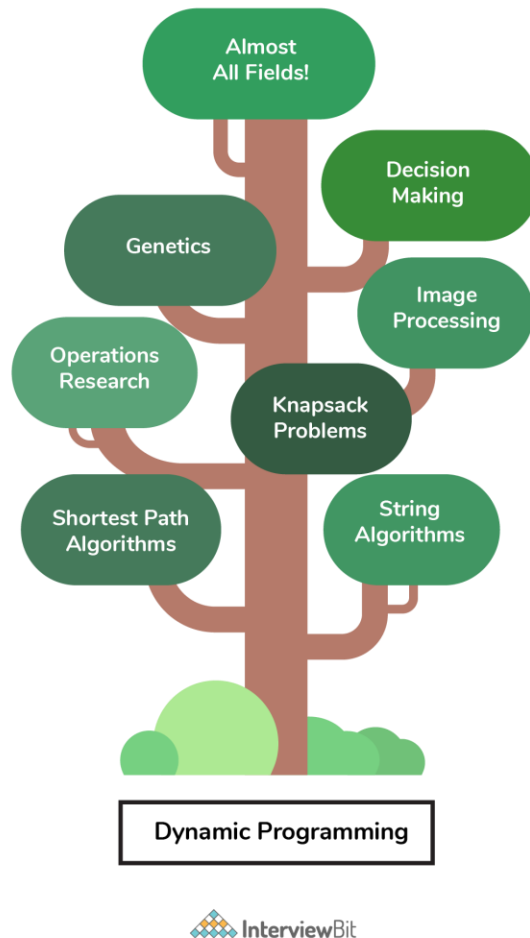 Almost
All Fields!
Decision
Making
Genetics
Image
Processing
Operations
Research
Knapsack
Problems
Shortest Path
Algorithms
String
Algorithms
Dynamic Programming
InterviewBit